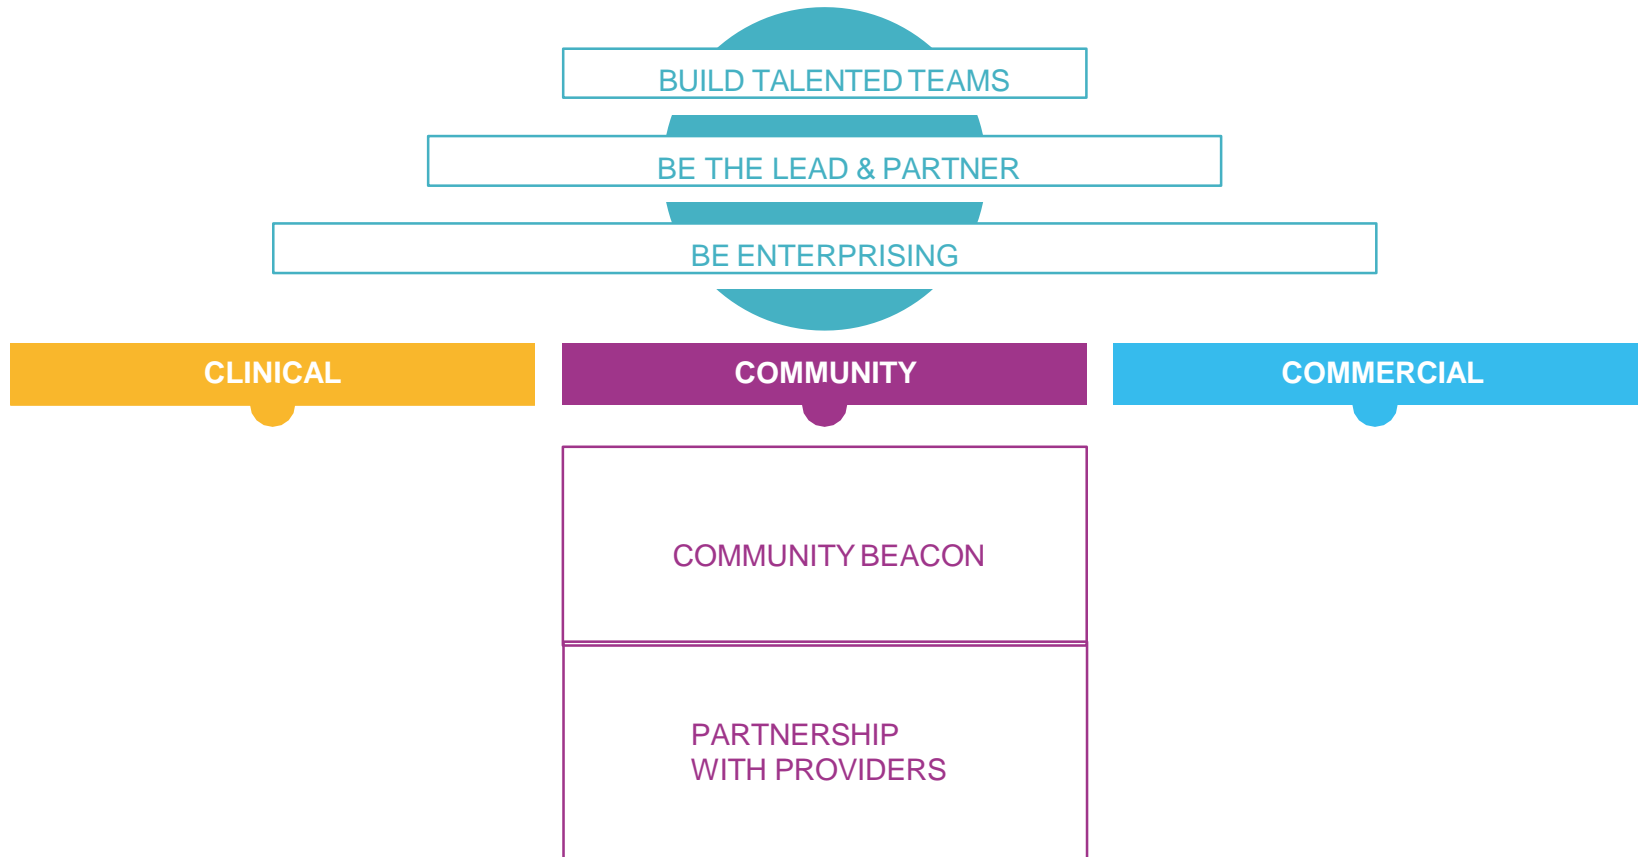 BUILD TALENTED TEAMS
BE THE LEAD & PARTNER
BE ENTERPRISING
CLINICAL
COMMUNITY
COMMERCIAL
COMMUNITY BEACON
PARTNERSHIP
WITH PROVIDERS